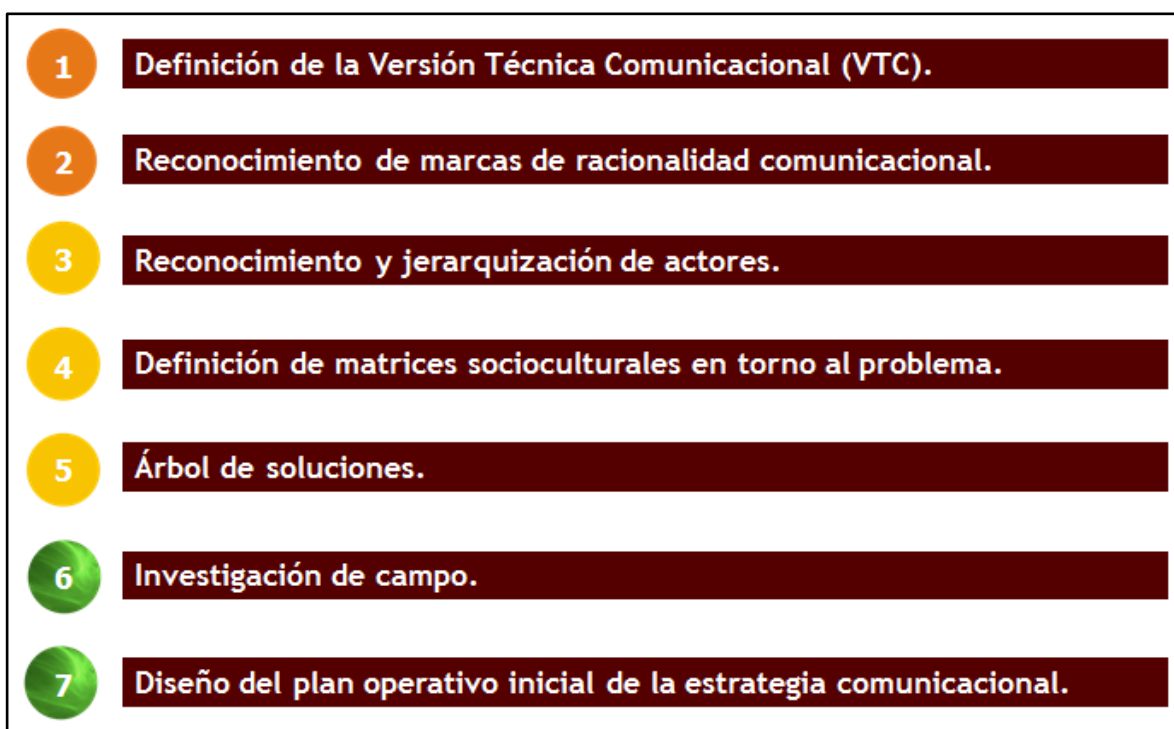 1 Definición de la Versión Técnica Comunicacional (VTC).
2 Reconocimiento de marcas de racionalidad comunicacional.
3 Reconocimiento y jerarquización de actores.
4 Definición de matrices socioculturales en torno al problema.
5 Árbol de soluciones.
6 Investigación de campo.
7 Diseño del plan operativo inicial de la estrategia comunicacional.